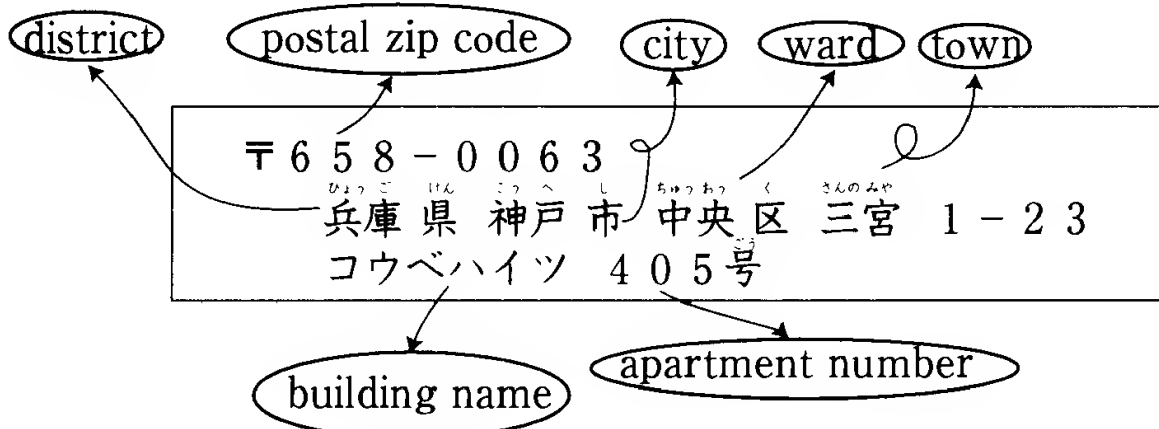 district postal zip code city ward town
〒658-0063
ひょうご けん こうべ し ちゅうおう く さんのみや
兵庫県 神戸市 中央区 三宮 1-23
ごう
コウベハイツ 405号
apartment number
building name